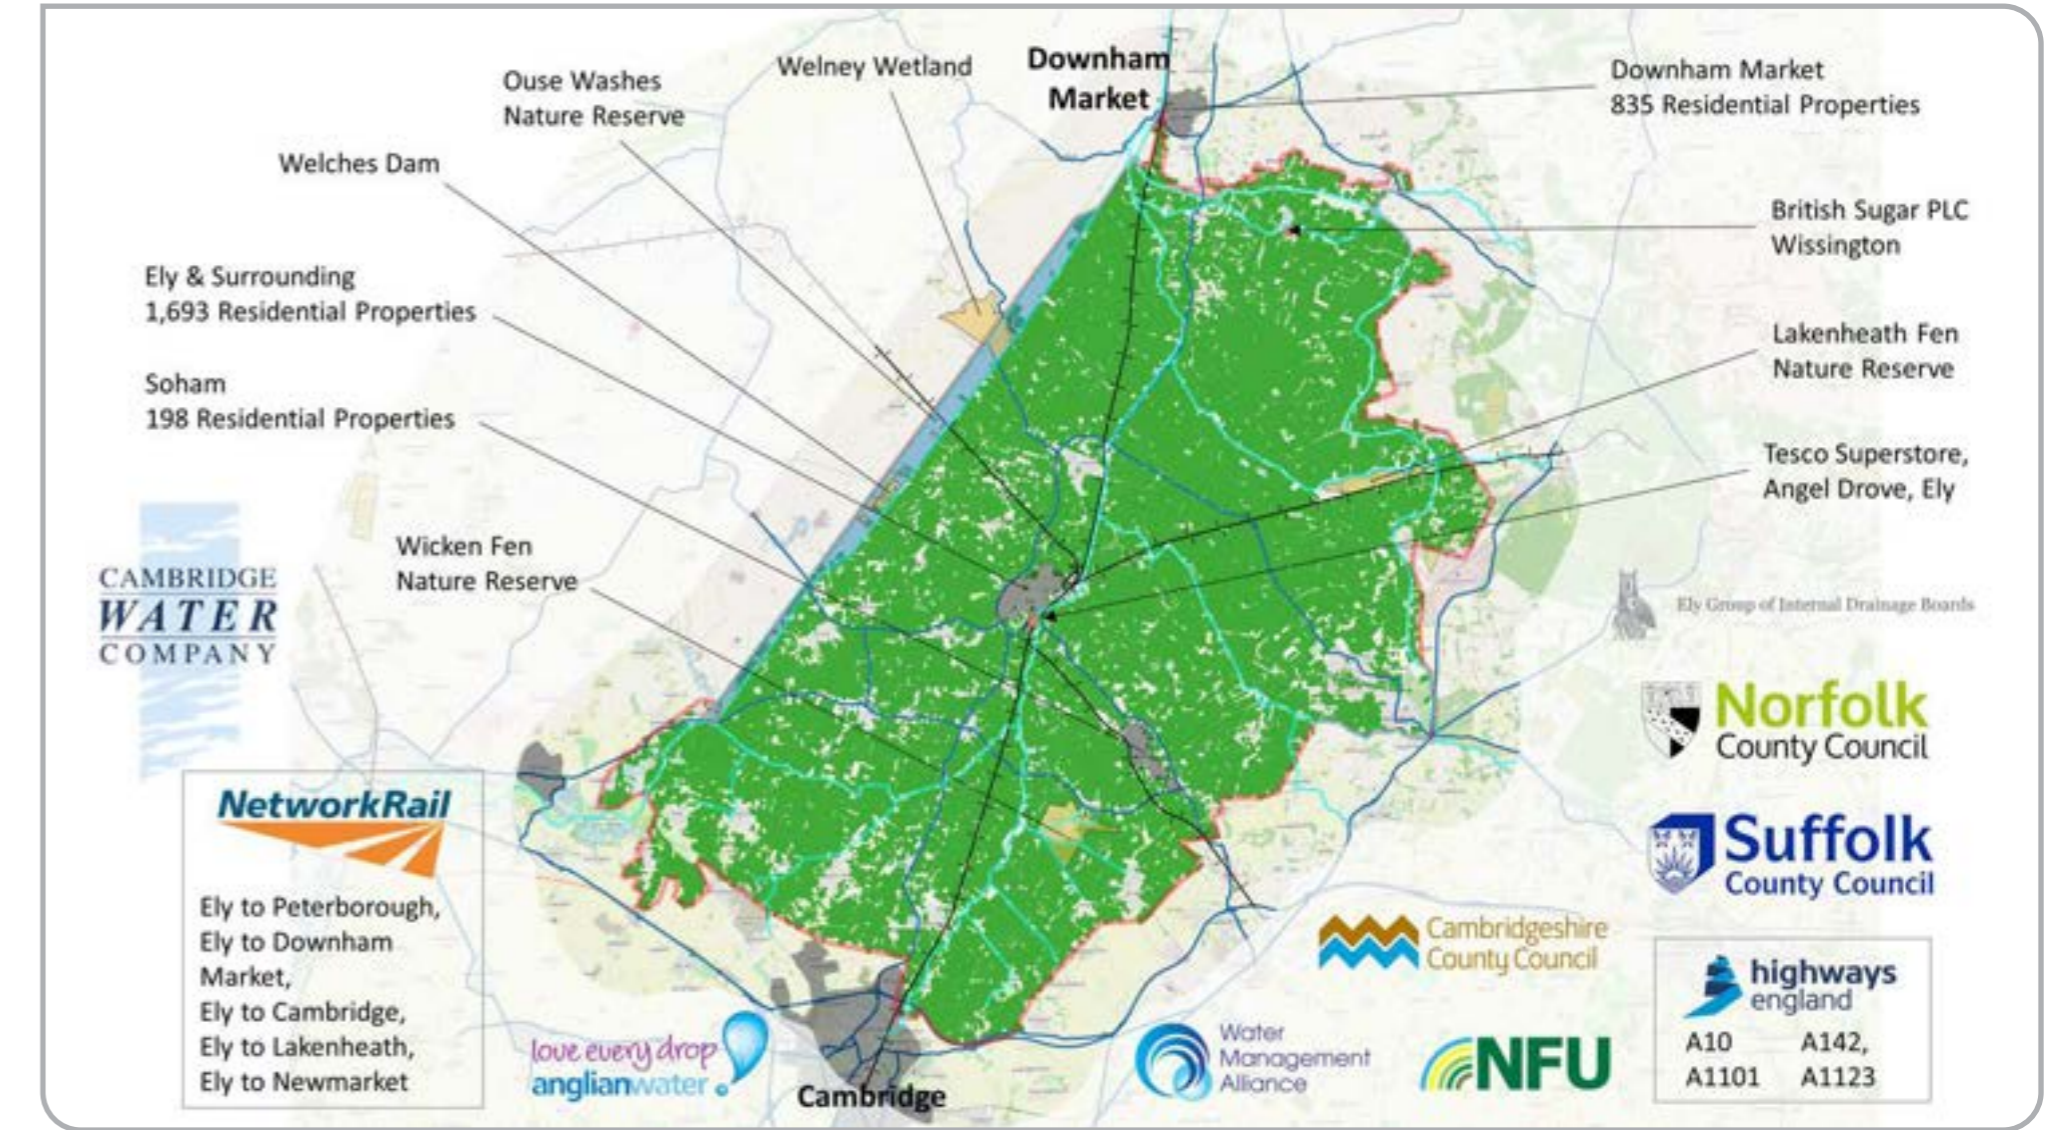 Downham
Market
Welney Wetland
Ouse Washes
Nature Reserve
Downham Market
835 Residential Properties
Welches Dam
British Sugar PLC
Wissington
Ely & Surrounding
1,693 Residential Properties
Lakenheath Fen
Nature Reserve
Soham
198 Residential Properties
Tesco Superstore,
Angel Drove, Ely
Wicken Fen
Nature Reserve
CAMBRIDGE
WATER
COMPANY
Ely Group of Internal Drainage Boards
Norfolk
County Council
NetworkRail
Ely to Peterborough,
Ely to Downham
Market,
Ely to Cambridge,
Ely to Lakenheath,
Ely to Newmarket
Suffolk
County Council
Cambridgeshire
County Council
highways
england
A10 A142,
A1101 A1123
love every drop
anglianwater
Water
Management
Alliance
NFU
Cambridge